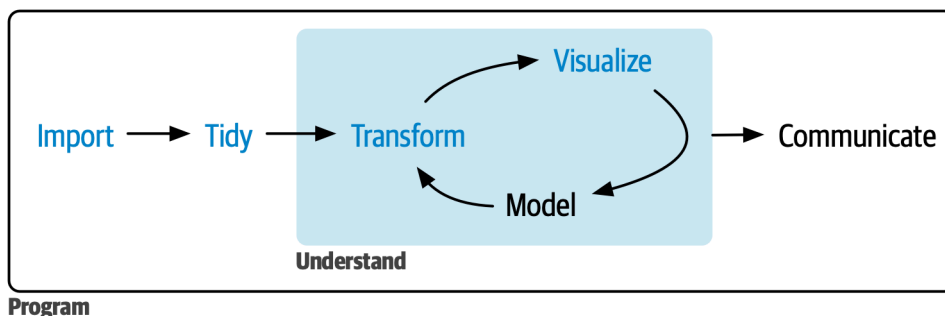 Visualize
Import
Tidy
Transform
Communicate
Model
Understand
Program